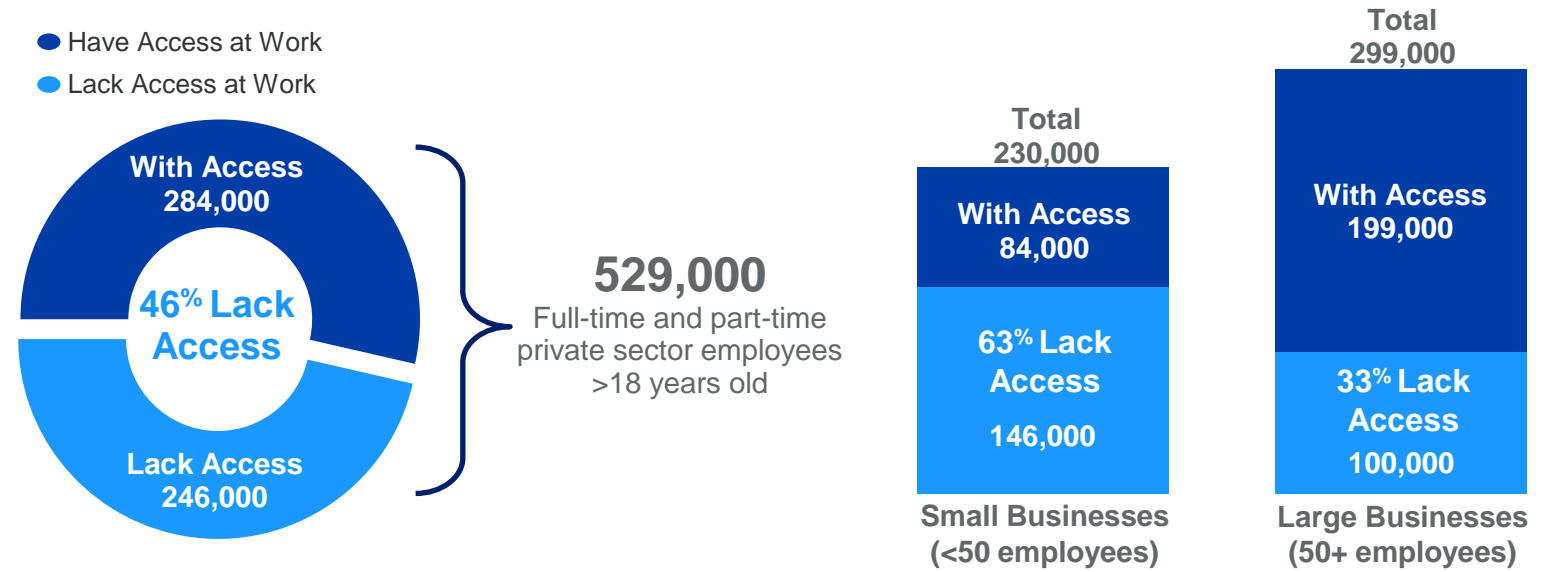 Have Access at Work
Lack Access at Work
With Access
284,000
46% Lack
Access
Lack Access
246,000
529,000
Full-time and part-time
private sector employees
>18 years old
Total
230,000
With Access
84,000
63% Lack
Access
146,000
Small Businesses
(<50 employees)
Total
299,000
With Access
199,000
33% Lack
Access
100,000
Large Businesses
(50+ employees)